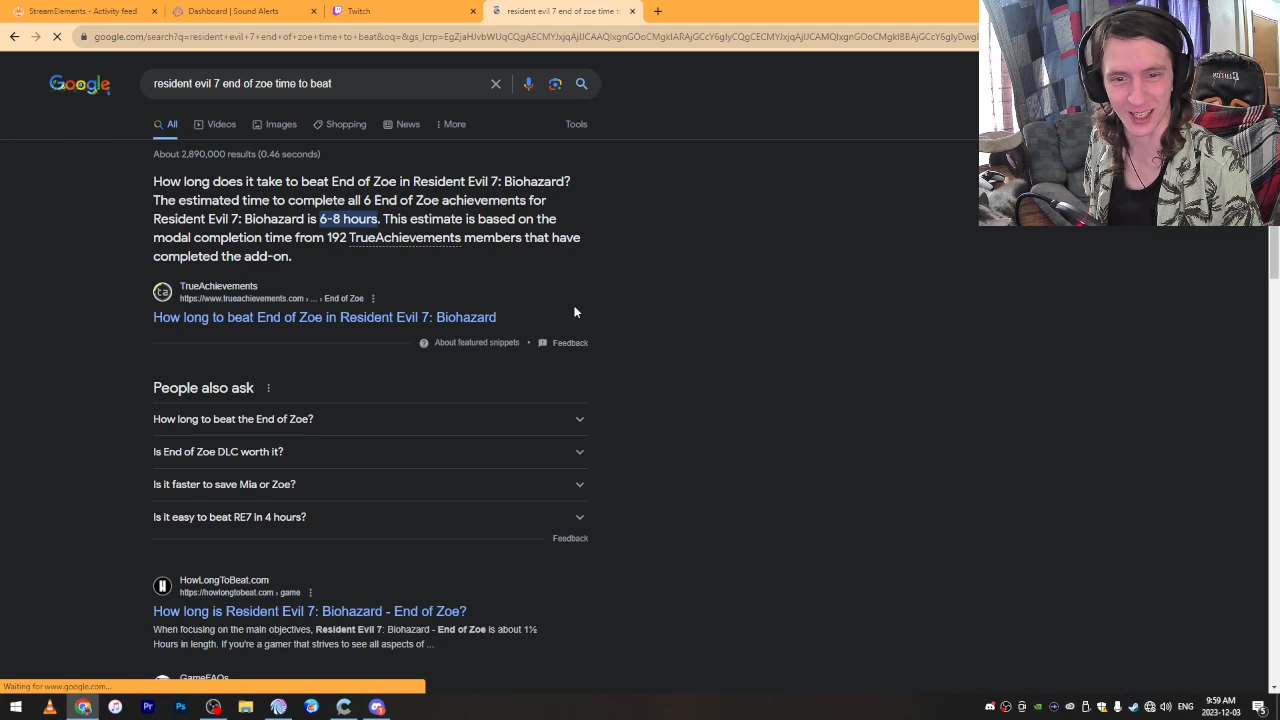 StreamElements - Activity feed
Dashboard | Sound Alerts
Twitch
resident evil 7 end of zoe time to
google.com/search?q=resident+evil+7+end+of+zoe+time+to+beat&oq=&gs_lcrp=
Google
resident evil 7 end of zoe time to beat
All
Videos
Images
Shopping
News
More
Tools
About 2,890,000 results (0.46 seconds)
How long does it take to beat End of Zoe in Resident Evil 7: Biohazard?
The estimated time to complete all 6 End of Zoe achievements for
Resident Evil 7: Biohazard is 6-8 hours. This estimate is based on the
modal completion time from 192 TrueAchievements members that have
completed the add-on.
ta
TrueAchievements
https://www.trueachievements.com › ... › End of Zoe
How long to beat End of Zoe in Resident Evil 7: Biohazard
About featured snippets • Feedback
People also ask
How long to beat the End of Zoe?
Is End of Zoe DLC worth it?
Is it faster to save Mia or Zoe?
Is it easy to beat RE7 in 4 hours?
Feedback
HowLongToBeat.com
https://howlongtobeat.com › game
How long is Resident Evil 7: Biohazard - End of Zoe?
When focusing on the main objectives, Resident Evil 7: Biohazard - End of Zoe is about 1½
Hours in length. If you're a gamer that strives to see all aspects of ...
GameFAQs
Waiting for www.google.com...
Pr
Ps
ENG
9:59 AM
2023-12-03
5